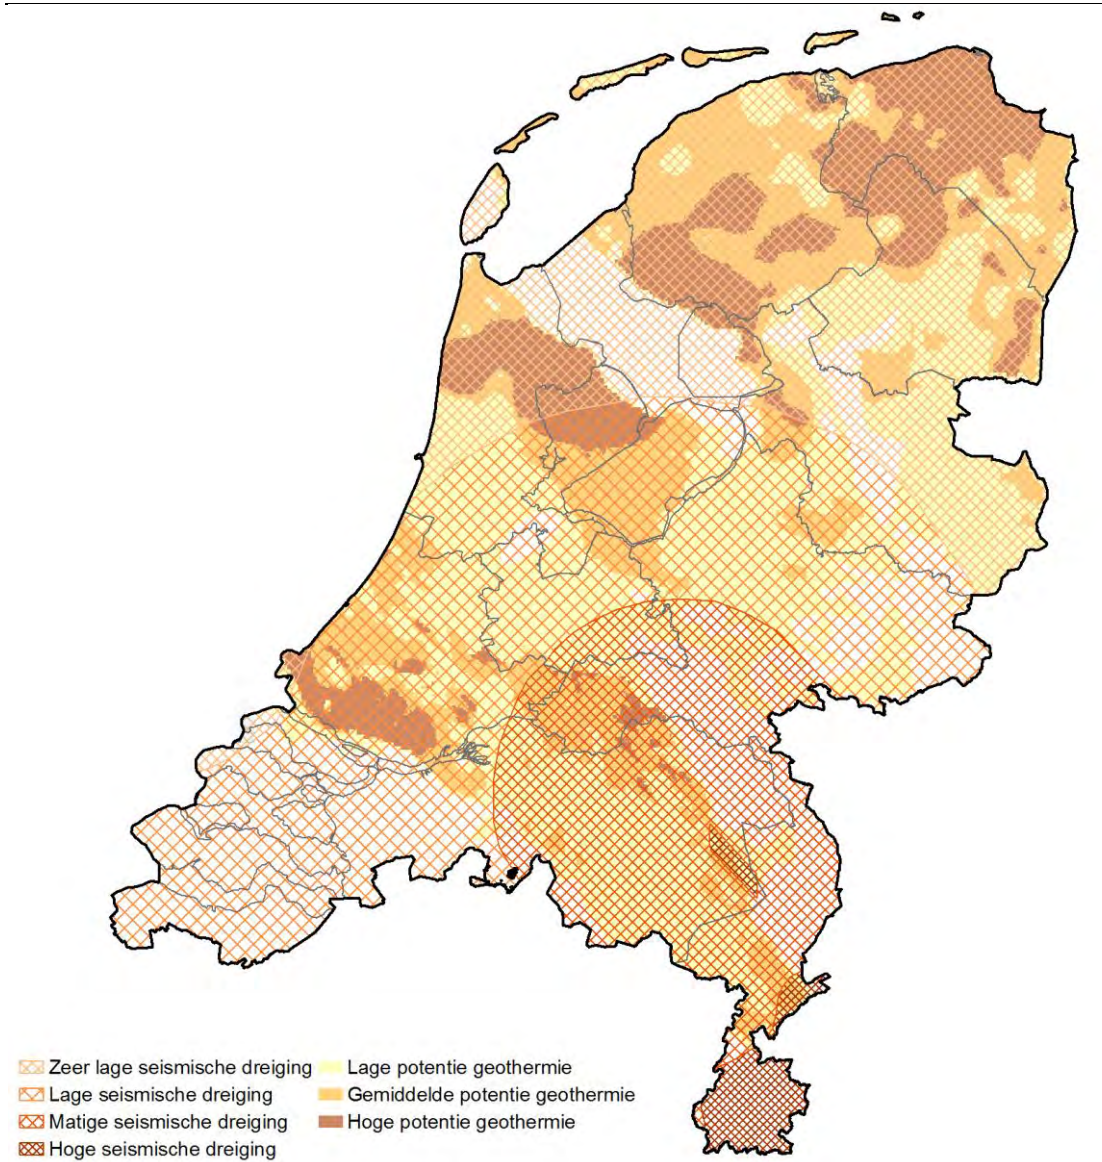 Zeer lage seismische dreiging
Lage seismische dreiging
Matige seismische dreiging
Hoge seismische dreiging
Lage potentie geothermie
Gemiddelde potentie geothermie
Hoge potentie geothermie